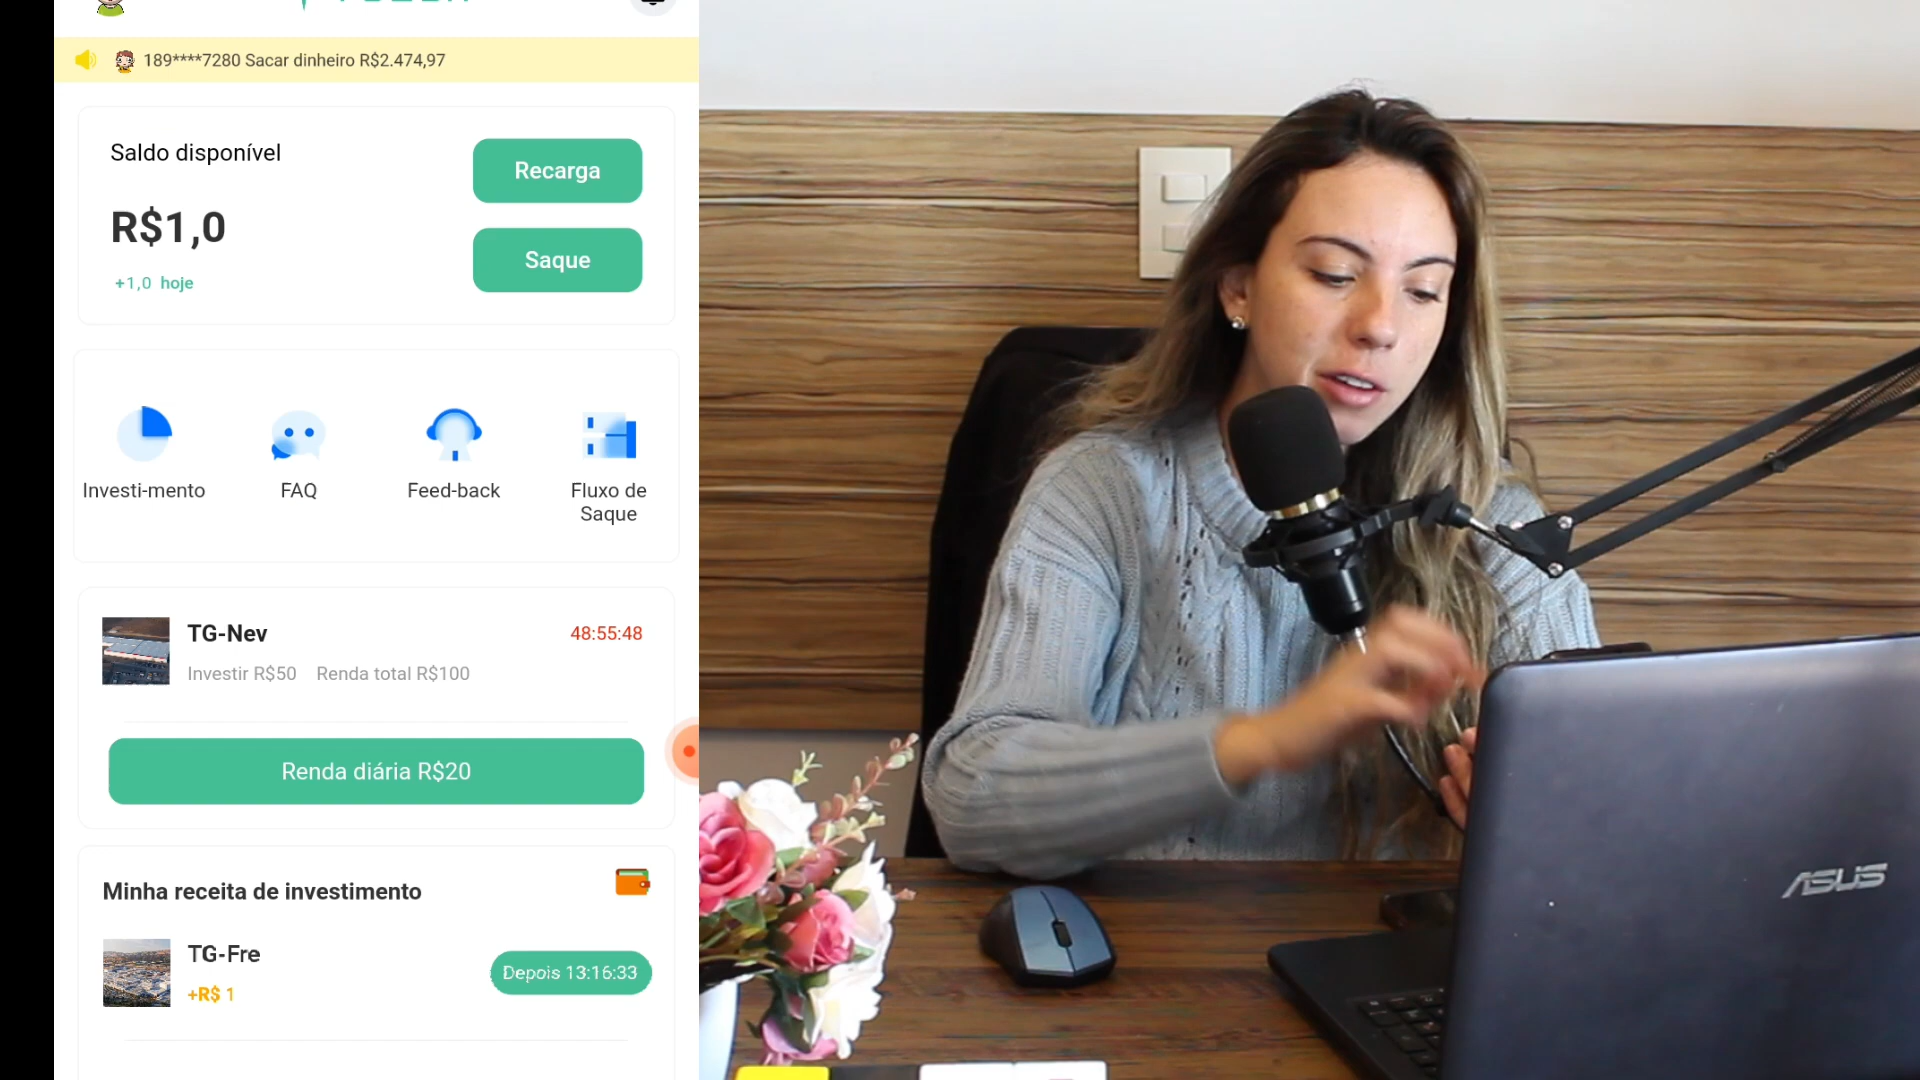 189****7280 Sacar dinheiro R$2.474,97
Saldo disponível
Recarga
R$1,0
Saque
+1,0 hoje
Investi-mento
FAQ
Feed-back
Fluxo de
Saque
TG-Nev
48:55:48
Investir R$50 Renda total R$100
Renda diária R$20
Minha receita de investimento
TG-Fre
Depois 13:16:33
+R$ 1
ASUS